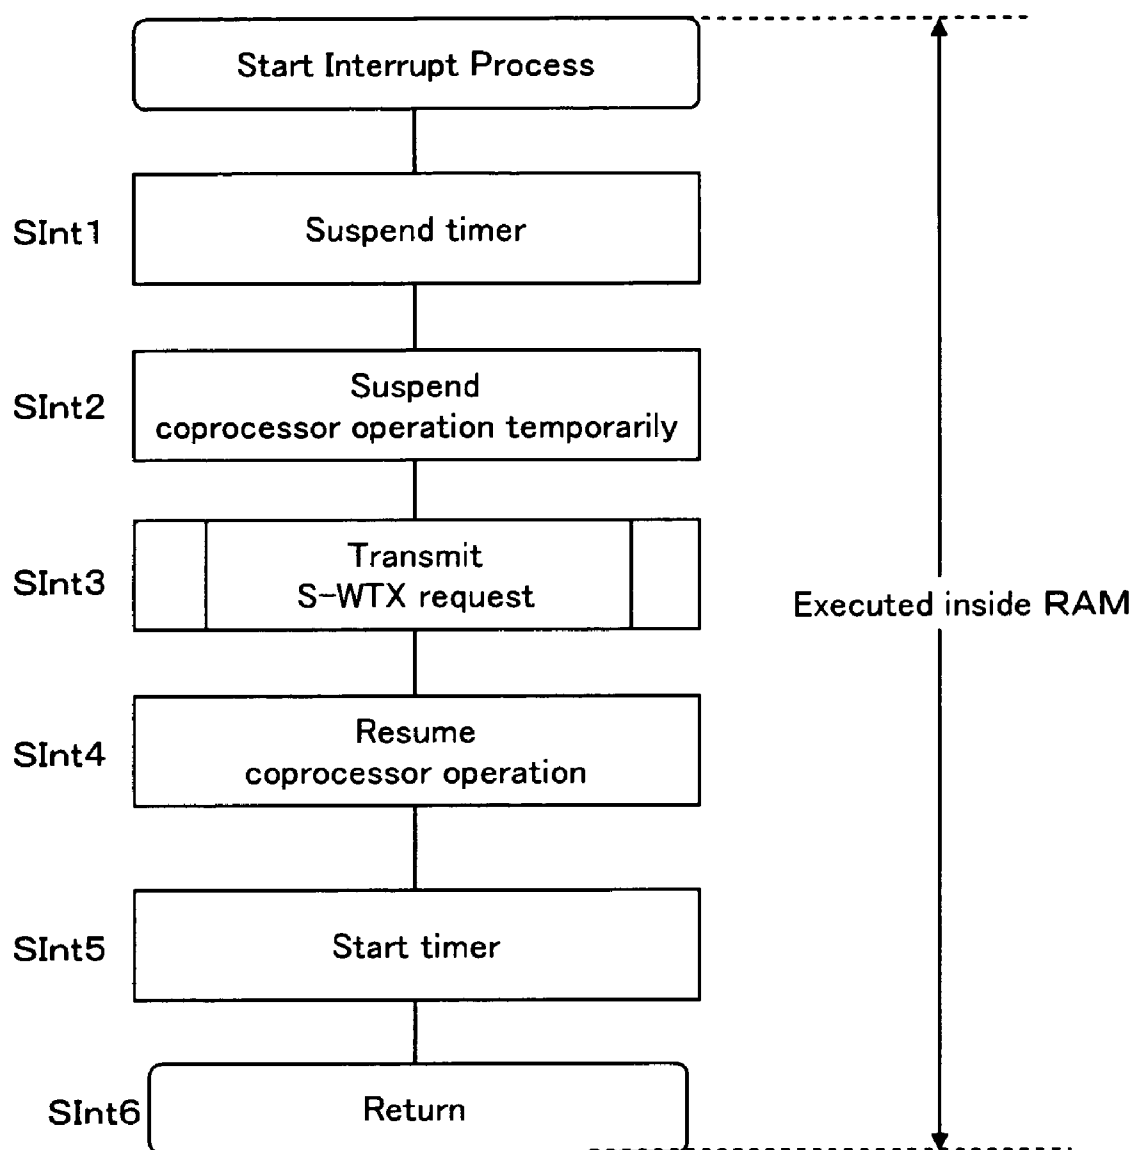 Start Interrupt Process
SInt1
Suspend timer
SInt2
Suspend
coprocessor operation temporarily
SInt3
Transmit
S-WTX request
Executed inside RAM
SInt4
Resume
coprocessor operation
SInt5
Start timer
SInt6
Return